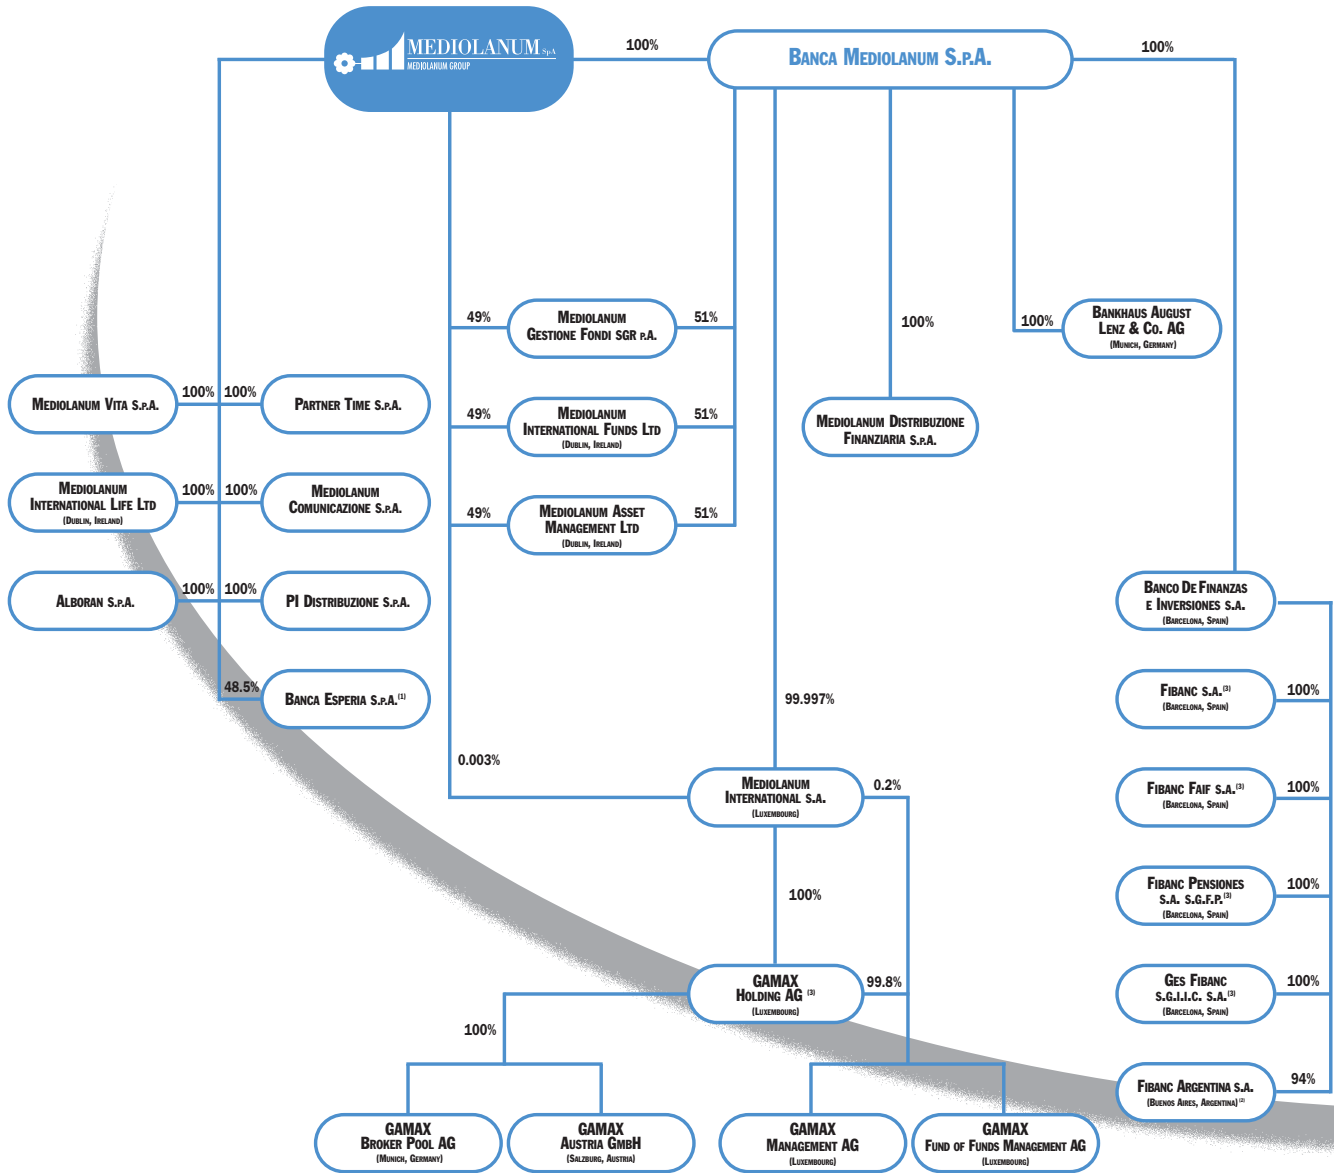 MEDIOLANUM SpA
MEDIOLANUM GROUP
100%
BANCA MEDIOLANUM S.P.A.
100%
49%
MEDIOLANUM
GESTIONE FONDI SGR P.A.
51%
100%
100%
BANKHAUS AUGUST
LENZ & CO. AG
(MUNICH, GERMANY)
MEDIOLANUM VITA S.P.A.
100%
100%
PARTNER TIME S.P.A.
49%
MEDIOLANUM
INTERNATIONAL FUNDS LTD
(DUBLIN, IRELAND)
51%
MEDIOLANUM DISTRIBUZIONE
FINANZIARIA S.P.A.
MEDIOLANUM
INTERNATIONAL LIFE LTD
(DUBLIN, IRELAND)
100%
100%
MEDIOLANUM
COMUNICAZIONE S.P.A.
49%
MEDIOLANUM ASSET
MANAGEMENT LTD
(DUBLIN, IRELAND)
51%
ALBORAN S.P.A.
100%
100%
PI DISTRIBUZIONE S.P.A.
BANCO DE FINANZAS
E INVERSIONES S.A.
(BARCELONA, SPAIN)
48.5%
BANCA ESPERIA S.P.A.(1)
99.997%
FIBANC S.A.(3)
(BARCELONA, SPAIN)
100%
0.003%
MEDIOLANUM
INTERNATIONAL S.A.
(LUXEMBOURG)
0.2%
FIBANC FAIF S.A.(3)
(BARCELONA, SPAIN)
100%
100%
FIBANC PENSIONES
S.A. S.G.F.P.(3)
(BARCELONA, SPAIN)
100%
GAMAX
HOLDING AG (3)
(LUXEMBOURG)
99.8%
GES FIBANC
S.G.I.I.C. S.A.(3)
(BARCELONA, SPAIN)
100%
100%
FIBANC ARGENTINA S.A.
(BUENOS AIRES, ARGENTINA)(2)
94%
GAMAX
BROKER POOL AG
(MUNICH, GERMANY)
GAMAX
AUSTRIA GMBH
(SALZBURG, AUSTRIA)
GAMAX
MANAGEMENT AG
(LUXEMBOURG)
GAMAX
FUND OF FUNDS MANAGEMENT AG
(LUXEMBOURG)